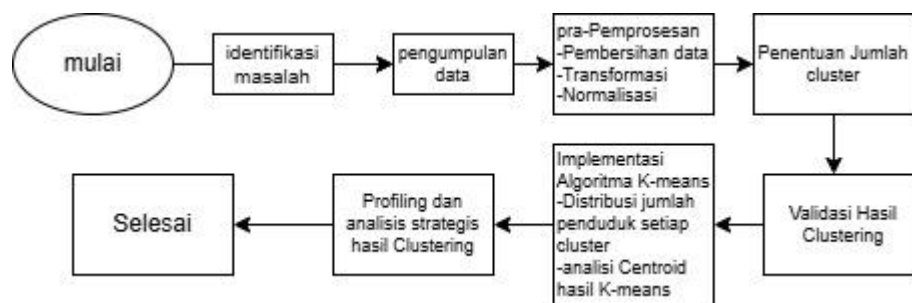 mulai
identifikasi
masalah
pengumpulan
data
pra-Pemprosesan
-Pembersihan data
-Transformasi
-Normalisasi
Penentuan Jumlah
cluster
Validasi Hasil
Clustering
Implementasi
Algoritma K-means
-Distribusi jumlah
penduduk setiap
cluster
-analisi Centroid
hasil K-means
Profiling dan
analisis strategis
hasil Clustering
Selesai